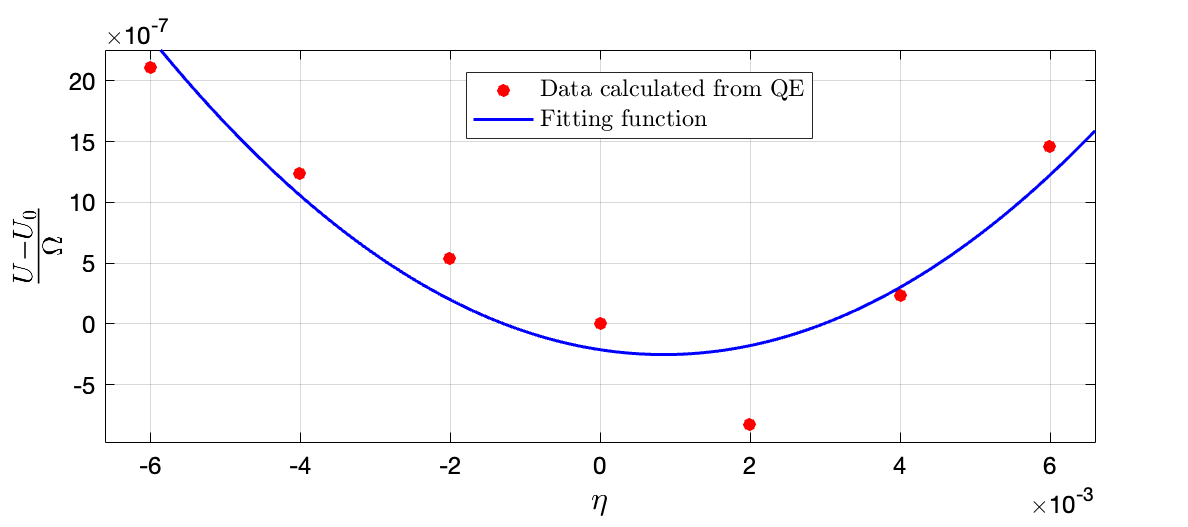 ×10⁻⁷
Data calculated from QE
Fitting function
20
15
10
5
0
-5
U−U₀
Ω
-6 -4 -2 0 2 4 6
η
×10⁻³